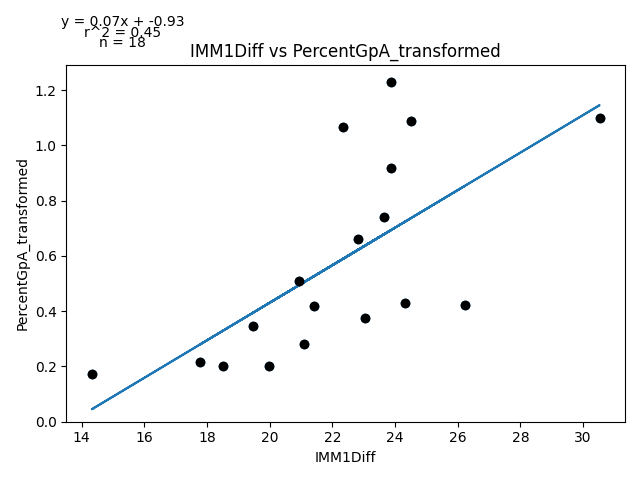 y = 0.07x + -0.93
r^2 = 0.45
n = 18
IMM1Diff vs PercentGpA_transformed
1.2
1.0
0.8
0.6
0.4
0.2
0.0
PercentGpA_transformed
14 16 18 20 22 24 26 28 30
IMM1Diff